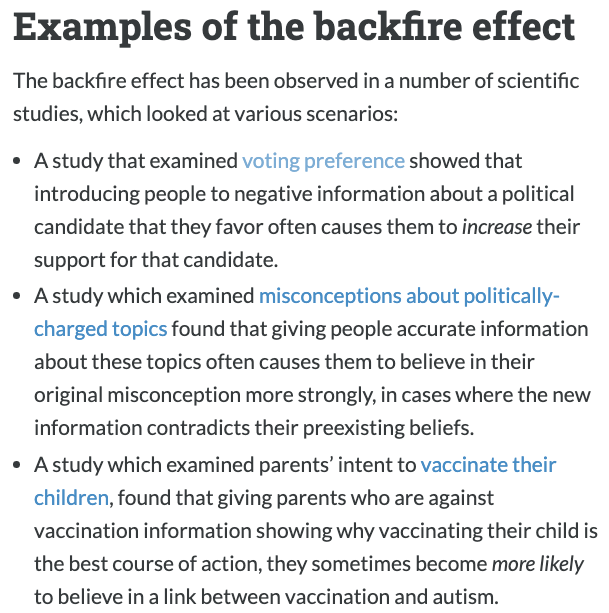 Examples of the backfire effect
The backfire effect has been observed in a number of scientific
studies, which looked at various scenarios:
• A study that examined voting preference showed that
introducing people to negative information about a political
candidate that they favor often causes them to increase their
support for that candidate.
• A study which examined misconceptions about politically-
charged topics found that giving people accurate information
about these topics often causes them to believe in their
original misconception more strongly, in cases where the new
information contradicts their preexisting beliefs.
• A study which examined parents’ intent to vaccinate their
children, found that giving parents who are against
vaccination information showing why vaccinating their child is
the best course of action, they sometimes become more likely
to believe in a link between vaccination and autism.